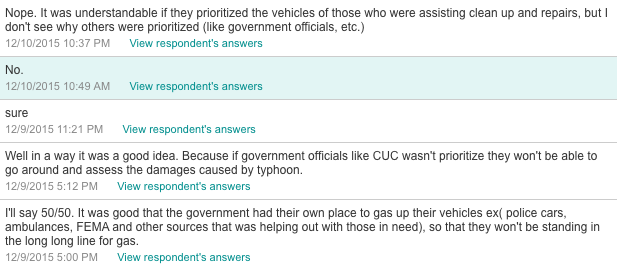 Nope. It was understandable if they prioritized the vehicles of those who were assisting clean up and repairs, but I
don't see why others were prioritized (like government officials, etc.)
12/10/2015 10:37 PM View respondent's answers
No.
12/10/2015 10:49 AM View respondent's answers
sure
12/9/2015 11:21 PM View respondent's answers
Well in a way it was a good idea. Because if government officials like CUC wasn't prioritize they won't be able to
go around and assess the damages caused by typhoon.
12/9/2015 5:12 PM View respondent's answers
I'll say 50/50. It was good that the government had their own place to gas up their vehicles ex( police cars,
ambulances, FEMA and other sources that was helping out with those in need), so that they won't be standing in
the long long line for gas.
12/9/2015 5:00 PM View respondent's answers